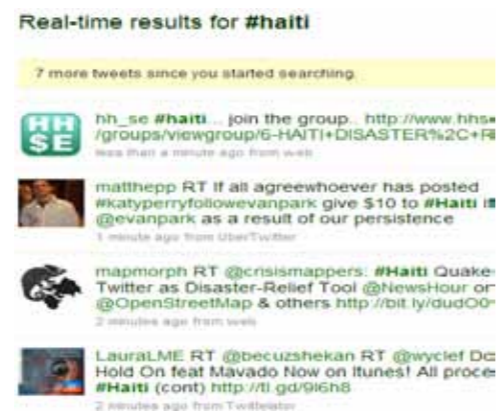 Real-time results for #haiti
7 more tweets since you started searching.
HH
SE
hh_se #haiti... join the group.. http://www.hhs
/groups/viewgroup/6-HAITI+DISASTER%2C+R
less than a minute ago from web
matthepp RT If all agreewhoever has posted
#katyperryfollowevanpark give $10 to #Haiti
@evanpark as a result of our persistence
1 minute ago from UberTwitter
mapmorph RT @crisismappers: #Haiti Quake
Twitter as Disaster-Relief Tool @NewsHour or
@OpenStreetMap & others http://bit.ly/dudO0
2 minutes ago from web
LauraLME RT @becuzshekan RT @wyclef
Hold On feat Mavado Now on Itunes! All proce
#Haiti (cont) http://tl.gd/9l6h8
2 minutes ago from Twittelator